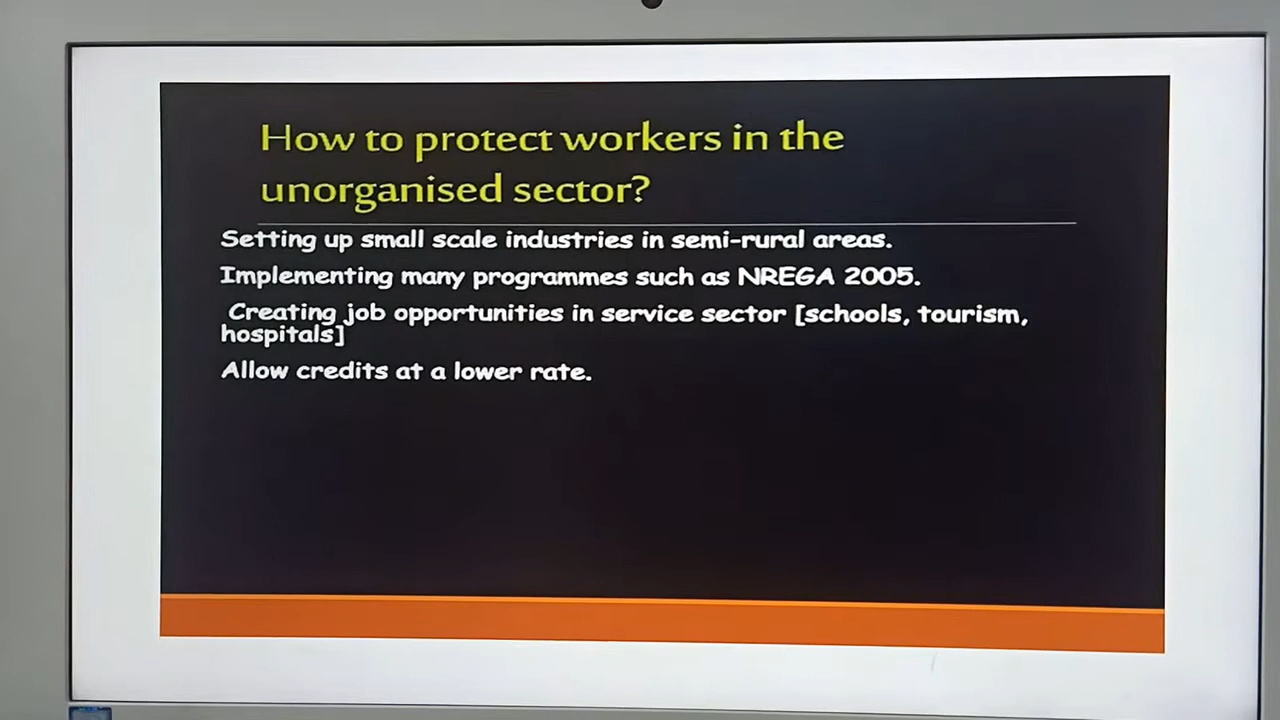 How to protect workers in the
unorganised sector?
Setting up small scale industries in semi-rural areas.
Implementing many programmes such as NREGA 2005.
Creating job opportunities in service sector [schools, tourism,
hospitals]
Allow credits at a lower rate.